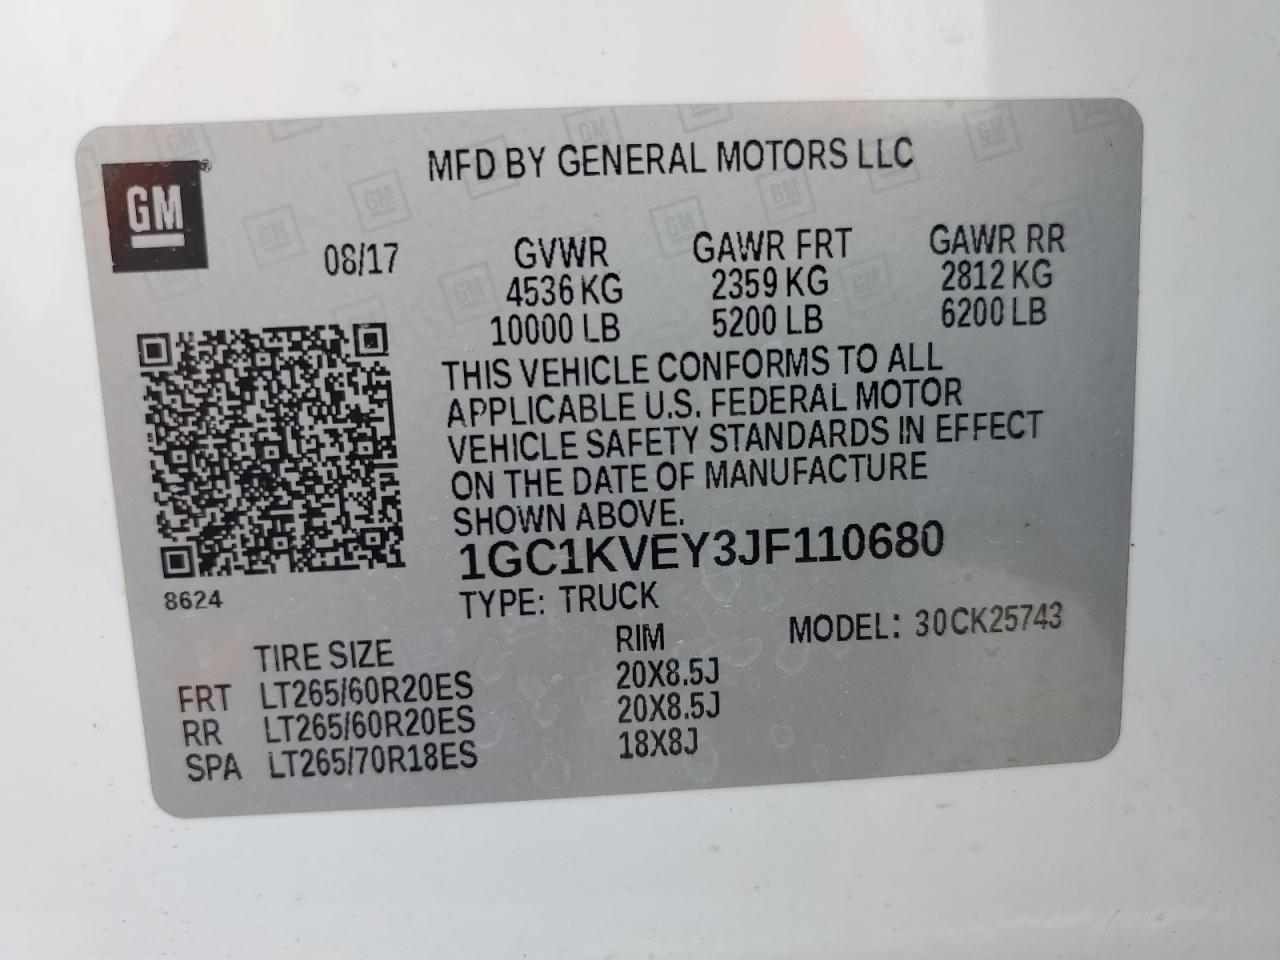 MFD BY GENERAL MOTORS LLC
GM®
08/17 GVWR GAWR FRT GAWR RR
4536 KG 2359 KG 2812 KG
10000 LB 5200 LB 6200 LB
THIS VEHICLE CONFORMS TO ALL
APPLICABLE U.S. FEDERAL MOTOR
VEHICLE SAFETY STANDARDS IN EFFECT
ON THE DATE OF MANUFACTURE
SHOWN ABOVE.
1GC1KVEY3JF110680
8624
TYPE: TRUCK
MODEL: 30CK25743
TIRE SIZE RIM
FRT LT265/60R20ES 20X8.5J
RR LT265/60R20ES 20X8.5J
SPA LT265/70R18ES 18X8J